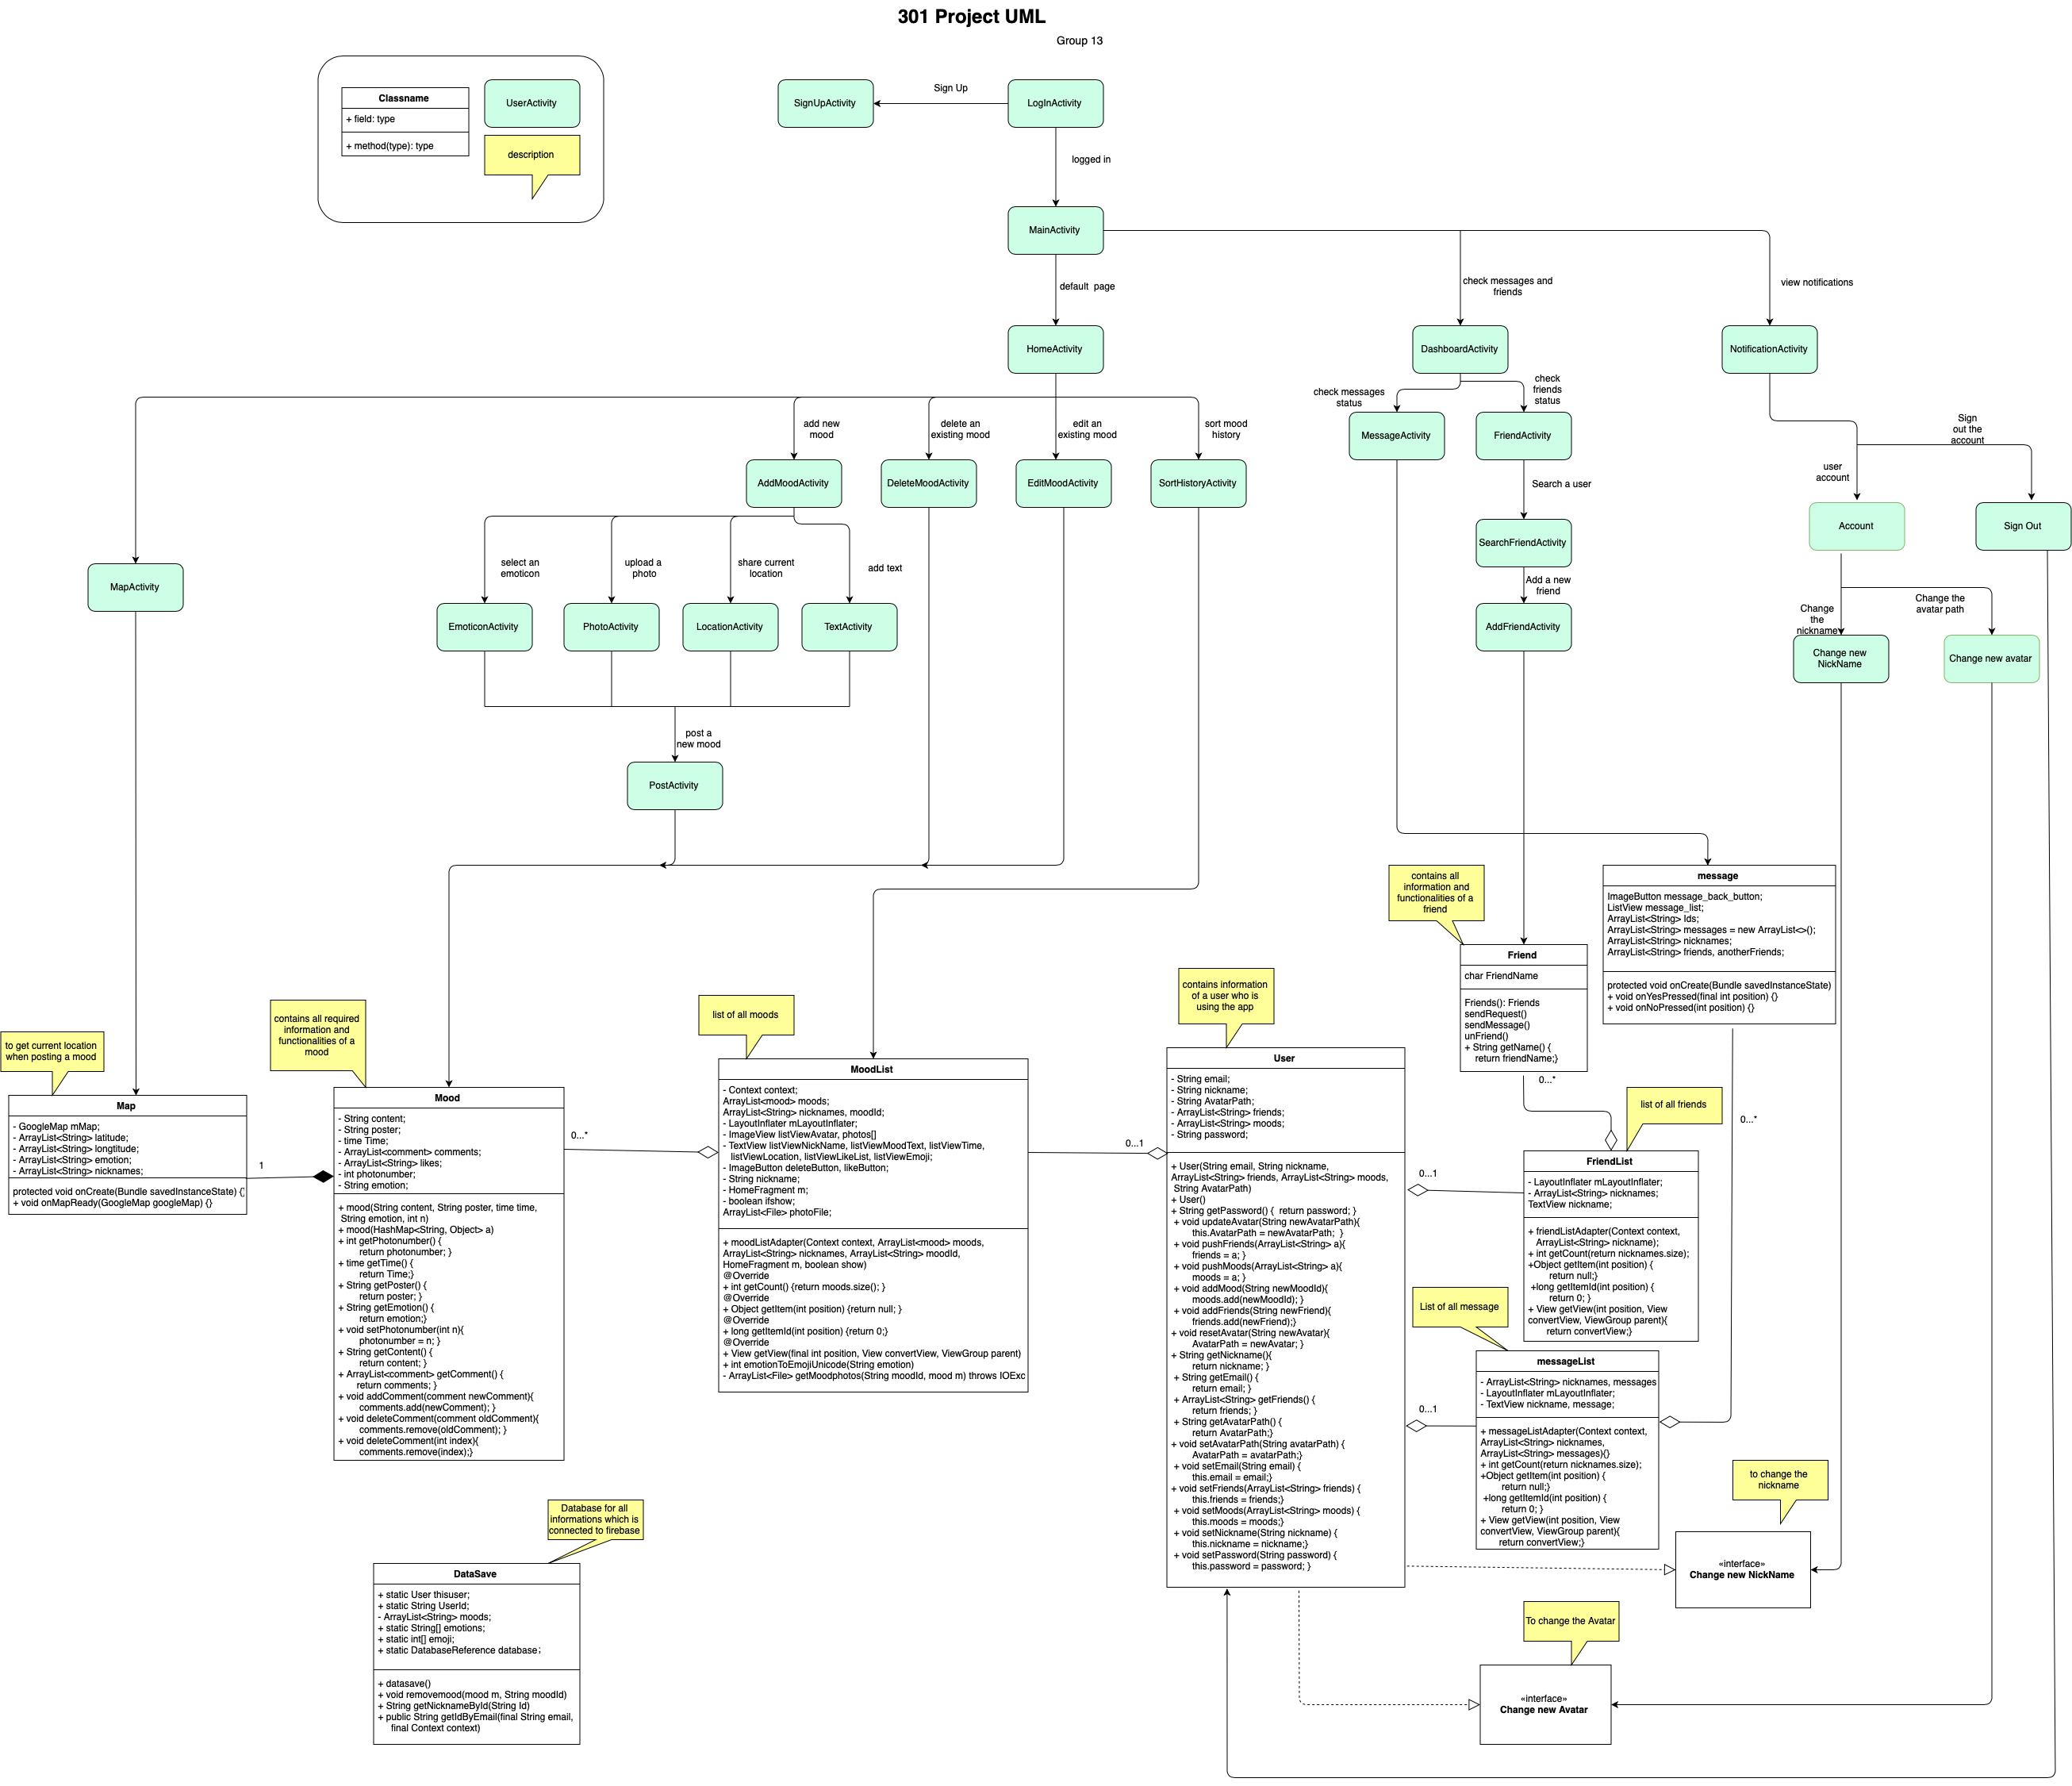 301 Project UML
Group 13
Classname
+ field: type
+ method(type): type
UserActivity
description
SignUpActivity
Sign Up
LogInActivity
logged in
MainActivity
default page
check messages and
friends
view notifications
HomeActivity
DashboardActivity
NotificationActivity
check messages
status
check
friends
status
add new
mood
delete an
existing mood
edit an
existing mood
sort mood
history
MessageActivity
FriendActivity
Sign
out the
account
user
account
AddMoodActivity
DeleteMoodActivity
EditMoodActivity
SortHistoryActivity
Search a user
Account
Sign Out
SearchFriendActivity
select an
emoticon
upload a
photo
share current
location
add text
MapActivity
Add a new
friend
Change
the
nickname
Change the
avatar path
EmoticonActivity
PhotoActivity
LocationActivity
TextActivity
AddFriendActivity
Change new
NickName
Change new avatar
post a
new mood
PostActivity
contains all
information and
functionalities of a
friend
message
ImageButton message_back_button;
ListView message_list;
ArrayList<String> Ids;
ArrayList<String> messages = new ArrayList<>();
ArrayList<String> nicknames;
ArrayList<String> friends, anotherFriends;
protected void onCreate(Bundle savedInstanceState)
+ void onYesPressed(final int position) {}
+ void onNoPressed(int position) {}
Friend
char FriendName
Friends(): Friends
sendRequest()
sendMessage()
unFriend()
+ String getName() {
return friendName;}
0...*
to get current location
when posting a mood
contains all required
information and
functionalities of a
mood
list of all moods
contains information
of a user who is
using the app
list of all friends
0...*
Map
- GoogleMap mMap;
- ArrayList<String> latitude;
- ArrayList<String> longtitude;
- ArrayList<String> emotion;
- ArrayList<String> nicknames;
protected void onCreate(Bundle savedInstanceState) {}
+ void onMapReady(GoogleMap googleMap) {}
1
Mood
- String content;
- String poster;
- time Time;
- ArrayList<comment> comments;
- ArrayList<String> likes;
- int photonumber;
- String emotion;
+ mood(String content, String poster, time time,
String emotion, int n)
+ mood(HashMap<String, Object> a)
+ int getPhotonumber() {
return photonumber; }
+ time getTime() {
return Time;}
+ String getPoster() {
return poster; }
+ String getEmotion() {
return emotion;}
+ void setPhotonumber(int n){
photonumber = n; }
+ String getContent() {
return content; }
+ ArrayList<comment> getComment() {
return comments; }
+ void addComment(comment newComment){
comments.add(newComment); }
+ void deleteComment(comment oldComment){
comments.remove(oldComment); }
+ void deleteComment(int index){
comments.remove(index);}
0...*
MoodList
- Context context;
ArrayList<mood> moods;
ArrayList<String> nicknames, moodId;
- LayoutInflater mLayoutInflater;
- ImageView listViewAvatar, photos[]
- TextView listViewNickName, listViewMoodText, listViewTime,
listViewLocation, listViewLikeList, listViewEmoji;
- ImageButton deleteButton, likeButton;
- String nickname;
- HomeFragment m;
- boolean ifshow;
ArrayList<File> photoFile;
+ moodListAdapter(Context context, ArrayList<mood> moods,
ArrayList<String> nicknames, ArrayList<String> moodId,
HomeFragment m, boolean show)
@Override
+ int getCount() {return moods.size(); }
@Override
+ Object getItem(int position) {return null; }
@Override
+ long getItemId(int position) {return 0;}
@Override
+ View getView(final int position, View convertView, ViewGroup parent)
+ int emotionToEmojiUnicode(String emotion)
- ArrayList<File> getMoodphotos(String moodId, mood m) throws IOExc
0...1
User
- String email;
- String nickname;
- String AvatarPath;
- ArrayList<String> friends;
- ArrayList<String> moods;
- String password;
+ User(String email, String nickname,
ArrayList<String> friends, ArrayList<String> moods,
String AvatarPath)
+ User()
+ String getPassword() { return password; }
+ void updateAvatar(String newAvatarPath){
this.AvatarPath = newAvatarPath; }
+ void pushFriends(ArrayList<String> a){
friends = a; }
+ void pushMoods(ArrayList<String> a){
moods = a; }
+ void addMood(String newMoodId){
moods.add(newMoodId); }
+ void addFriends(String newFriend){
friends.add(newFriend);}
+ void resetAvatar(String newAvatar){
AvatarPath = newAvatar; }
+ String getNickname(){
return nickname; }
+ String getEmail() {
return email; }
+ ArrayList<String> getFriends() {
return friends; }
+ String getAvatarPath() {
return AvatarPath;}
+ void setAvatarPath(String avatarPath) {
AvatarPath = avatarPath;}
+ void setEmail(String email) {
this.email = email;}
+ void setFriends(ArrayList<String> friends) {
this.friends = friends;}
+ void setMoods(ArrayList<String> moods) {
this.moods = moods;}
+ void setNickname(String nickname) {
this.nickname = nickname;}
+ void setPassword(String password) {
this.password = password; }
0...1
FriendList
- LayoutInflater mLayoutInflater;
- ArrayList<String> nicknames;
TextView nickname;
+ friendListAdapter(Context context,
ArrayList<String> nickname);
+ int getCount(return nicknames.size);
+Object getItem(int position) {
return null;}
+long getItemId(int position) {
return 0; }
+ View getView(int position, View
convertView, ViewGroup parent){
return convertView;}
List of all message
0...1
messageList
- ArrayList<String> nicknames, messages
- LayoutInflater mLayoutInflater;
- TextView nickname, message;
+ messageListAdapter(Context context,
ArrayList<String> nicknames,
ArrayList<String> messages){}
+ int getCount(return nicknames.size);
+Object getItem(int position) {
return null;}
+long getItemId(int position) {
return 0; }
+ View getView(int position, View
convertView, ViewGroup parent){
return convertView;}
to change the
nickname
«interface»
Change new NickName
Database for all
informations which is
connected to firebase
DataSave
+ static User thisuser;
+ static String UserId;
- ArrayList<String> moods;
+ static String[] emotions;
+ static int[] emoji;
+ static DatabaseReference database;
+ datasave()
+ void removemood(mood m, String moodId)
+ String getNicknameById(String Id)
+ public String getIdByEmail(final String email,
final Context context)
To change the Avatar
«interface»
Change new Avatar